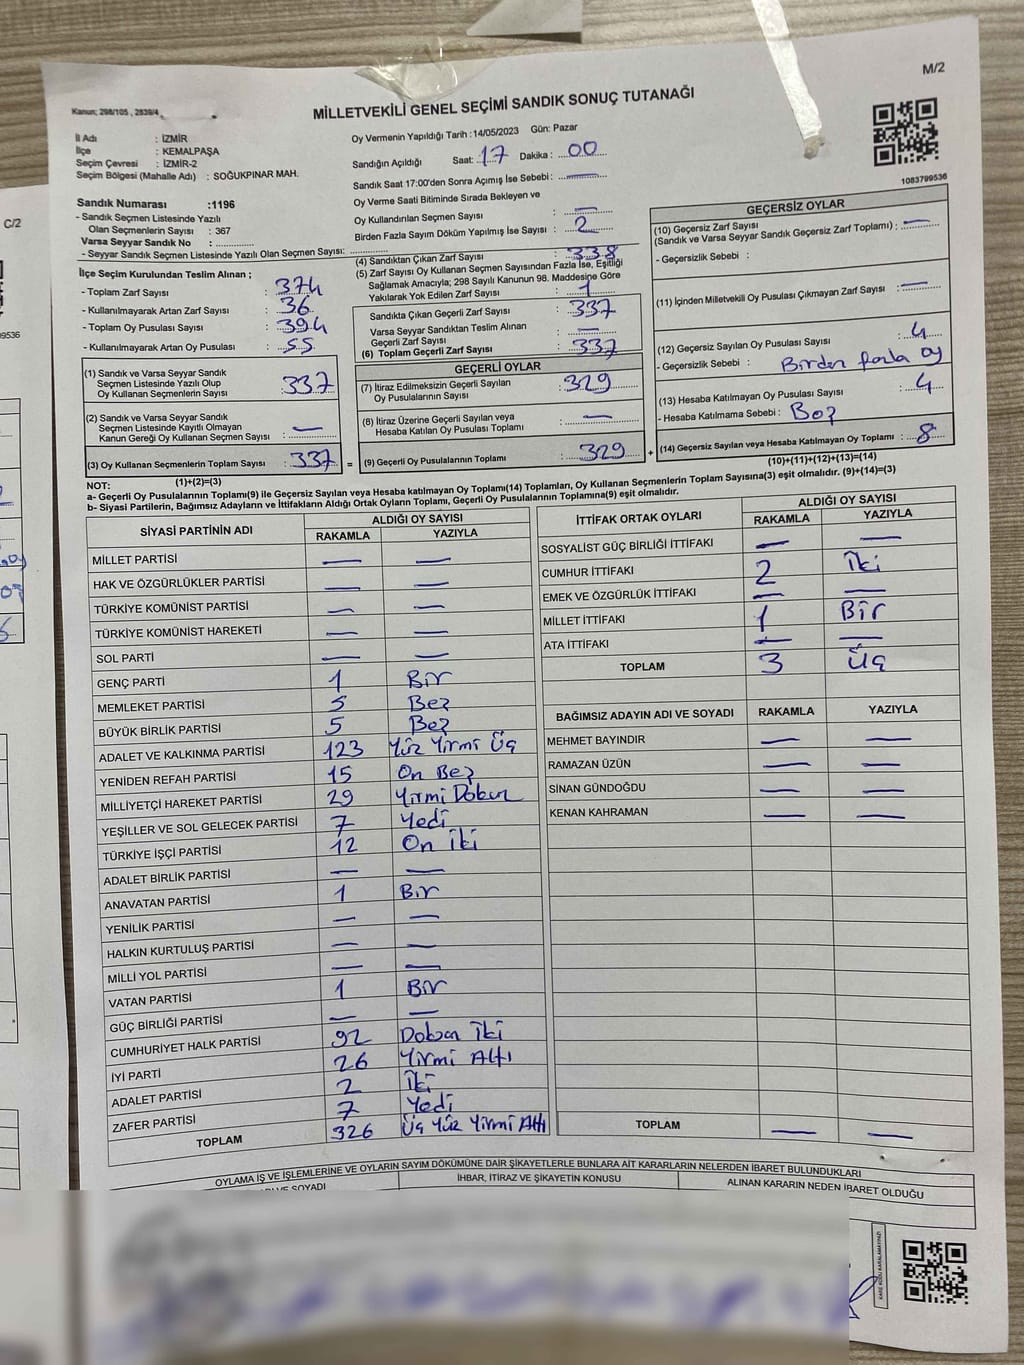 M/2
Kanun; 298/105 , 2839/4
MİLLETVEKİLİ GENEL SEÇİMİ SANDIK SONUÇ TUTANAĞI
İl Adı : İZMİR
İlçe : KEMALPAŞA
Seçim Çevresi : İZMİR-2
Seçim Bölgesi (Mahalle Adı) : SOĞUKPINAR MAH.
Oy Vermenin Yapıldığı Tarih : 14/05/2023 Gün: Pazar
Sandığın Açıldığı Saat: 17 Dakika : 00
Sandık Saat 17:00'den Sonra Açılmış İse Sebebi : —
Oy Verme Saati Bitiminde Sırada Bekleyen ve
Oy Kullandırılan Seçmen Sayısı : —
Birden Fazla Sayım Döküm Yapılmış İse Sayısı : 2
1083799536
C/2
9536
Sandık Numarası :1196
- Sandık Seçmen Listesinde Yazılı
Olan Seçmenlerin Sayısı : 367
Varsa Seyyar Sandık No :
- Seyyar Sandık Seçmen Listesinde Yazılı Olan Seçmen Sayısı:
İlçe Seçim Kurulundan Teslim Alınan ;
- Toplam Zarf Sayısı : 374
- Kullanılmayarak Artan Zarf Sayısı : 36
- Toplam Oy Pusulası Sayısı : 394
- Kullanılmayarak Artan Oy Pusulası : 55
(1) Sandık ve Varsa Seyyar Sandık
Seçmen Listesinde Yazılı Olup
Oy Kullanan Seçmenlerin Sayısı : 337
(2) Sandık ve Varsa Seyyar Sandık
Seçmen Listesinde Kayıtlı Olmayan
Kanun Gereği Oy Kullanan Seçmen Sayısı : —
(3) Oy Kullanan Seçmenlerin Toplam Sayısı : 337 =
(1)+(2)=(3)
(4) Sandıktan Çıkan Zarf Sayısı : 338
(5) Zarf Sayısı Oy Kullanan Seçmen Sayısından Fazla İse, Eşitliği
Sağlamak Amacıyla; 298 Sayılı Kanunun 98. Maddesine Göre
Yakılarak Yok Edilen Zarf Sayısı : 1
Sandıkta Çıkan Geçerli Zarf Sayısı : 337
Varsa Seyyar Sandıktan Teslim Alınan
Geçerli Zarf Sayısı : —
(6) Toplam Geçerli Zarf Sayısı : 337
GEÇERLİ OYLAR
(7) İtiraz Edilmeksizin Geçerli Sayılan
Oy Pusulalarının Sayısı : 329
(8) İtiraz Üzerine Geçerli Sayılan veya
Hesaba Katılan Oy Pusulası Toplamı : —
(9) Geçerli Oy Pusulalarının Toplamı : 329 +
GEÇERSİZ OYLAR
(10) Geçersiz Zarf Sayısı
(Sandık ve Varsa Seyyar Sandık Geçersiz Zarf Toplamı) : —
- Geçersizlik Sebebi :
(11) İçinden Milletvekili Oy Pusulası Çıkmayan Zarf Sayısı : —
(12) Geçersiz Sayılan Oy Pusulası Sayısı : 4
- Geçersizlik Sebebi : Birden fazla oy
(13) Hesaba Katılmayan Oy Pusulası Sayısı : 4
- Hesaba Katılmama Sebebi : Boş
(14) Geçersiz Sayılan veya Hesaba Katılmayan Oy Toplamı : 8
(10)+(11)+(12)+(13)=(14)
NOT:
a- Geçerli Oy Pusulalarının Toplamı(9) ile Geçersiz Sayılan veya Hesaba katılmayan Oy Toplamı(14) Toplamları, Oy Kullanan Seçmenlerin Toplam Sayısına(3) eşit olmalıdır. (9)+(14)=(3)
b- Siyasi Partilerin, Bağımsız Adayların ve İttifakların Aldığı Ortak Oyların Toplamı, Geçerli Oy Pusulalarının Toplamına(9) eşit olmalıdır.
SİYASİ PARTİNİN ADI ALDIĞI OY SAYISI
RAKAMLA YAZIYLA
MİLLET PARTİSİ — —
HAK VE ÖZGÜRLÜKLER PARTİSİ — —
TÜRKİYE KOMÜNİST PARTİSİ — —
TÜRKİYE KOMÜNİST HAREKETİ — —
SOL PARTİ — —
GENÇ PARTİ 1 Bir
MEMLEKET PARTİSİ 5 Beş
BÜYÜK BİRLİK PARTİSİ 5 Beş
ADALET VE KALKINMA PARTİSİ 123 Yüz Yirmi Üç
YENİDEN REFAH PARTİSİ 15 On Beş
MİLLİYETÇİ HAREKET PARTİSİ 29 Yirmi Dokuz
YEŞİLLER VE SOL GELECEK PARTİSİ 7 Yedi
TÜRKİYE İŞÇİ PARTİSİ 12 On İki
ADALET BİRLİK PARTİSİ — —
ANAVATAN PARTİSİ 1 Bir
YENİLİK PARTİSİ — —
HALKIN KURTULUŞ PARTİSİ — —
MİLLİ YOL PARTİSİ — —
VATAN PARTİSİ 1 Bir
GÜÇ BİRLİĞİ PARTİSİ — —
CUMHURİYET HALK PARTİSİ 92 Doksan İki
İYİ PARTİ 26 Yirmi Altı
ADALET PARTİSİ 2 İki
ZAFER PARTİSİ 7 Yedi
TOPLAM 326 Üç Yüz Yirmi Altı
İTTİFAK ORTAK OYLARI ALDIĞI OY SAYISI
RAKAMLA YAZIYLA
SOSYALİST GÜÇ BİRLİĞİ İTTİFAKI — —
CUMHUR İTTİFAKI 2 İki
EMEK VE ÖZGÜRLÜK İTTİFAKI — —
MİLLET İTTİFAKI 1 Bir
ATA İTTİFAKI — —
TOPLAM 3 Üç
BAĞIMSIZ ADAYIN ADI VE SOYADI RAKAMLA YAZIYLA
MEHMET BAYINDIR — —
RAMAZAN ÜZÜN — —
SİNAN GÜNDOĞDU — —
KENAN KAHRAMAN — —
TOPLAM — —
OYLAMA İŞ VE İŞLEMLERİNE VE OYLARIN SAYIM DÖKÜMÜNE DAİR ŞİKAYETLERLE BUNLARA AİT KARARLARIN NELERDEN İBARET BULUNDUKLARI
VE SOYADI İHBAR, İTİRAZ VE ŞİKAYETİN KONUSU ALINAN KARARIN NEDEN İBARET OLDUĞU